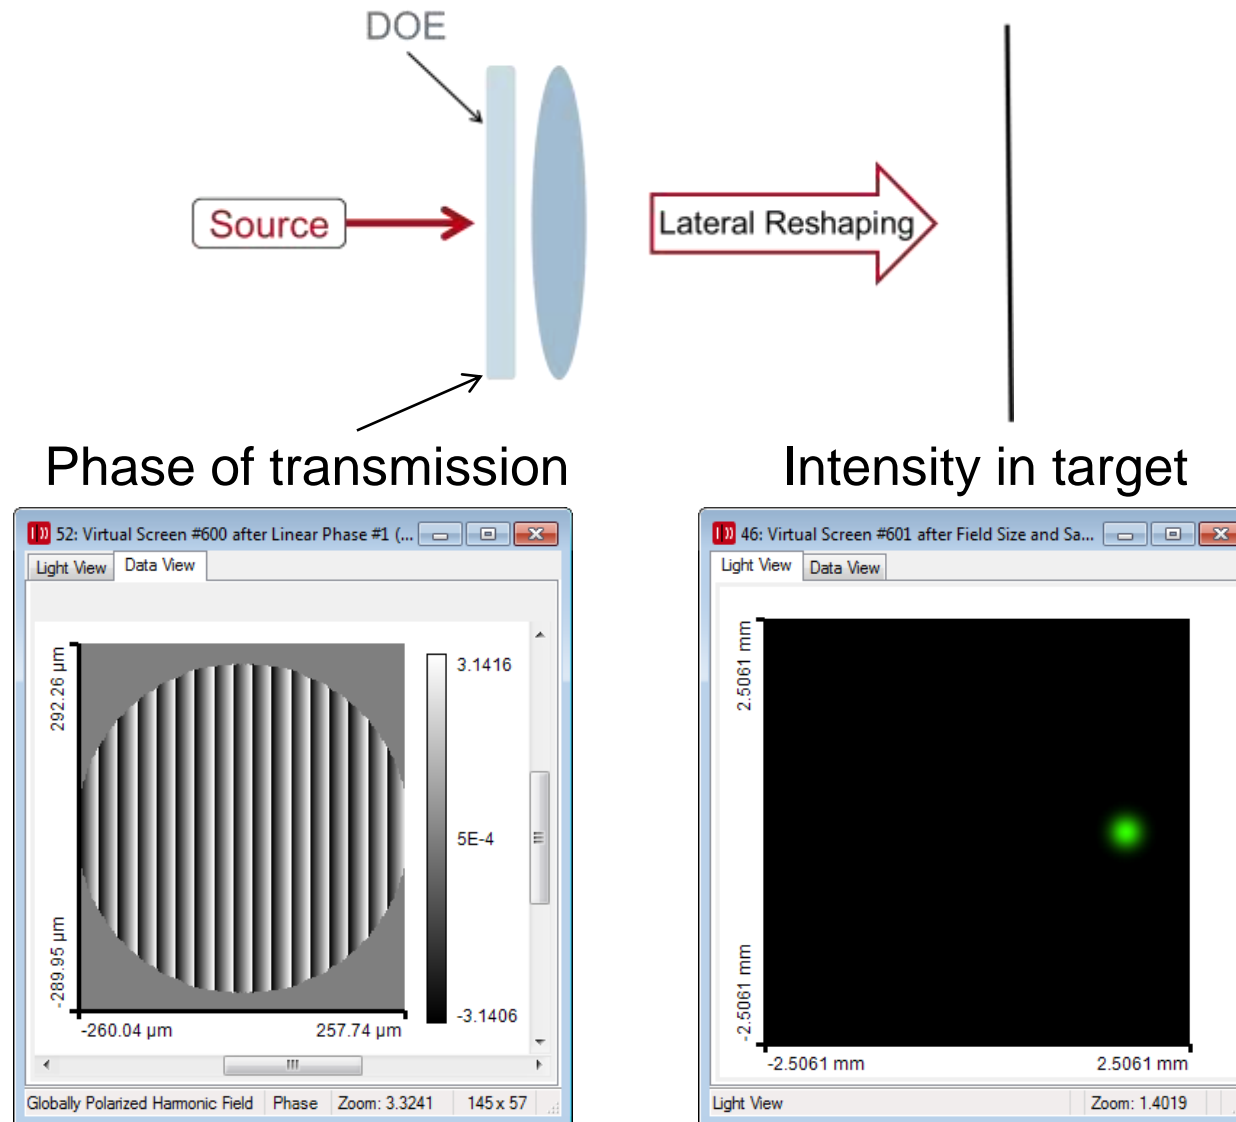 DOE
Source
Lateral Reshaping
Phase of transmission
Intensity in target
52: Virtual Screen #600 after Linear Phase #1 (...
Light View Data View
292.26 µm
-289.95 µm
-260.04 µm 257.74 µm
3.1416
5E-4
-3.1406
Globally Polarized Harmonic Field Phase Zoom: 3.3241 145 x 57
46: Virtual Screen #601 after Field Size and Sa...
Light View Data View
2.5061 mm
-2.5061 mm
-2.5061 mm 2.5061 mm
Light View Zoom: 1.4019